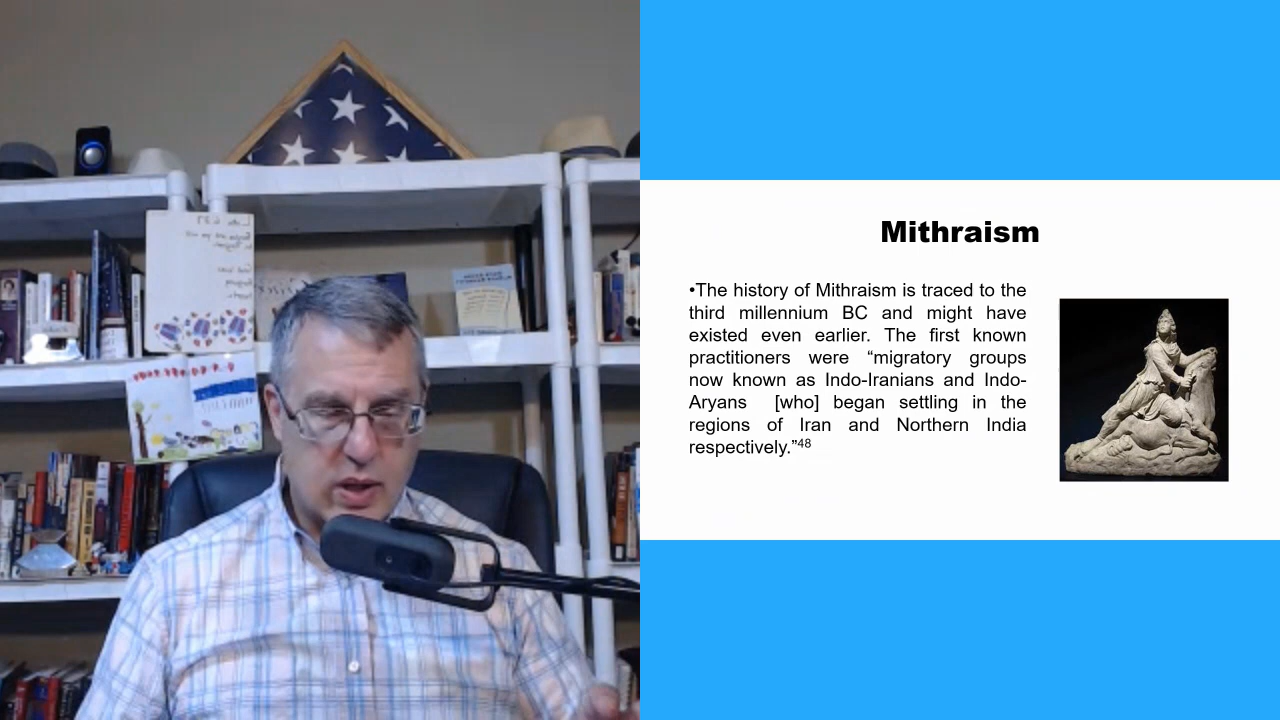 Mithraism
•The history of Mithraism is traced to the
third millennium BC and might have
existed even earlier. The first known
practitioners were “migratory groups
now known as Indo-Iranians and Indo-
Aryans [who] began settling in the
regions of Iran and Northern India
respectively.”48